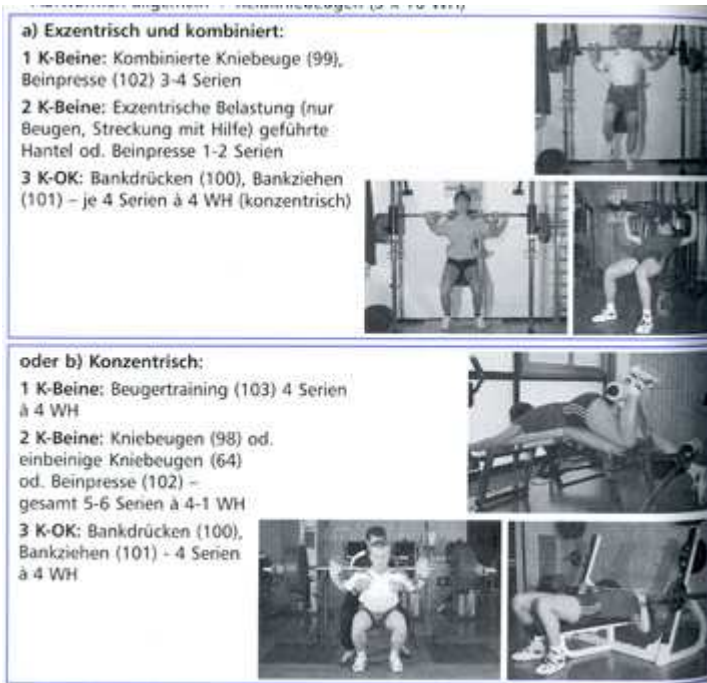 a) Exzentrisch und kombiniert:
1 K-Beine: Kombinierte Kniebeuge (99),
Beinpresse (102) 3-4 Serien
2 K-Beine: Exzentrische Belastung (nur
Beugen, Streckung mit Hilfe) geführte
Hantel od. Beinpresse 1-2 Serien
3 K-OK: Bankdrücken (100), Bankziehen
(101) – je 4 Serien à 4 WH (konzentrisch)
oder b) Konzentrisch:
1 K-Beine: Beugertraining (103) 4 Serien
à 4 WH
2 K-Beine: Kniebeugen (98) od.
einbeinige Kniebeugen (64)
od. Beinpresse (102) –
gesamt 5-6 Serien à 4-1 WH
3 K-OK: Bankdrücken (100),
Bankziehen (101) - 4 Serien
à 4 WH